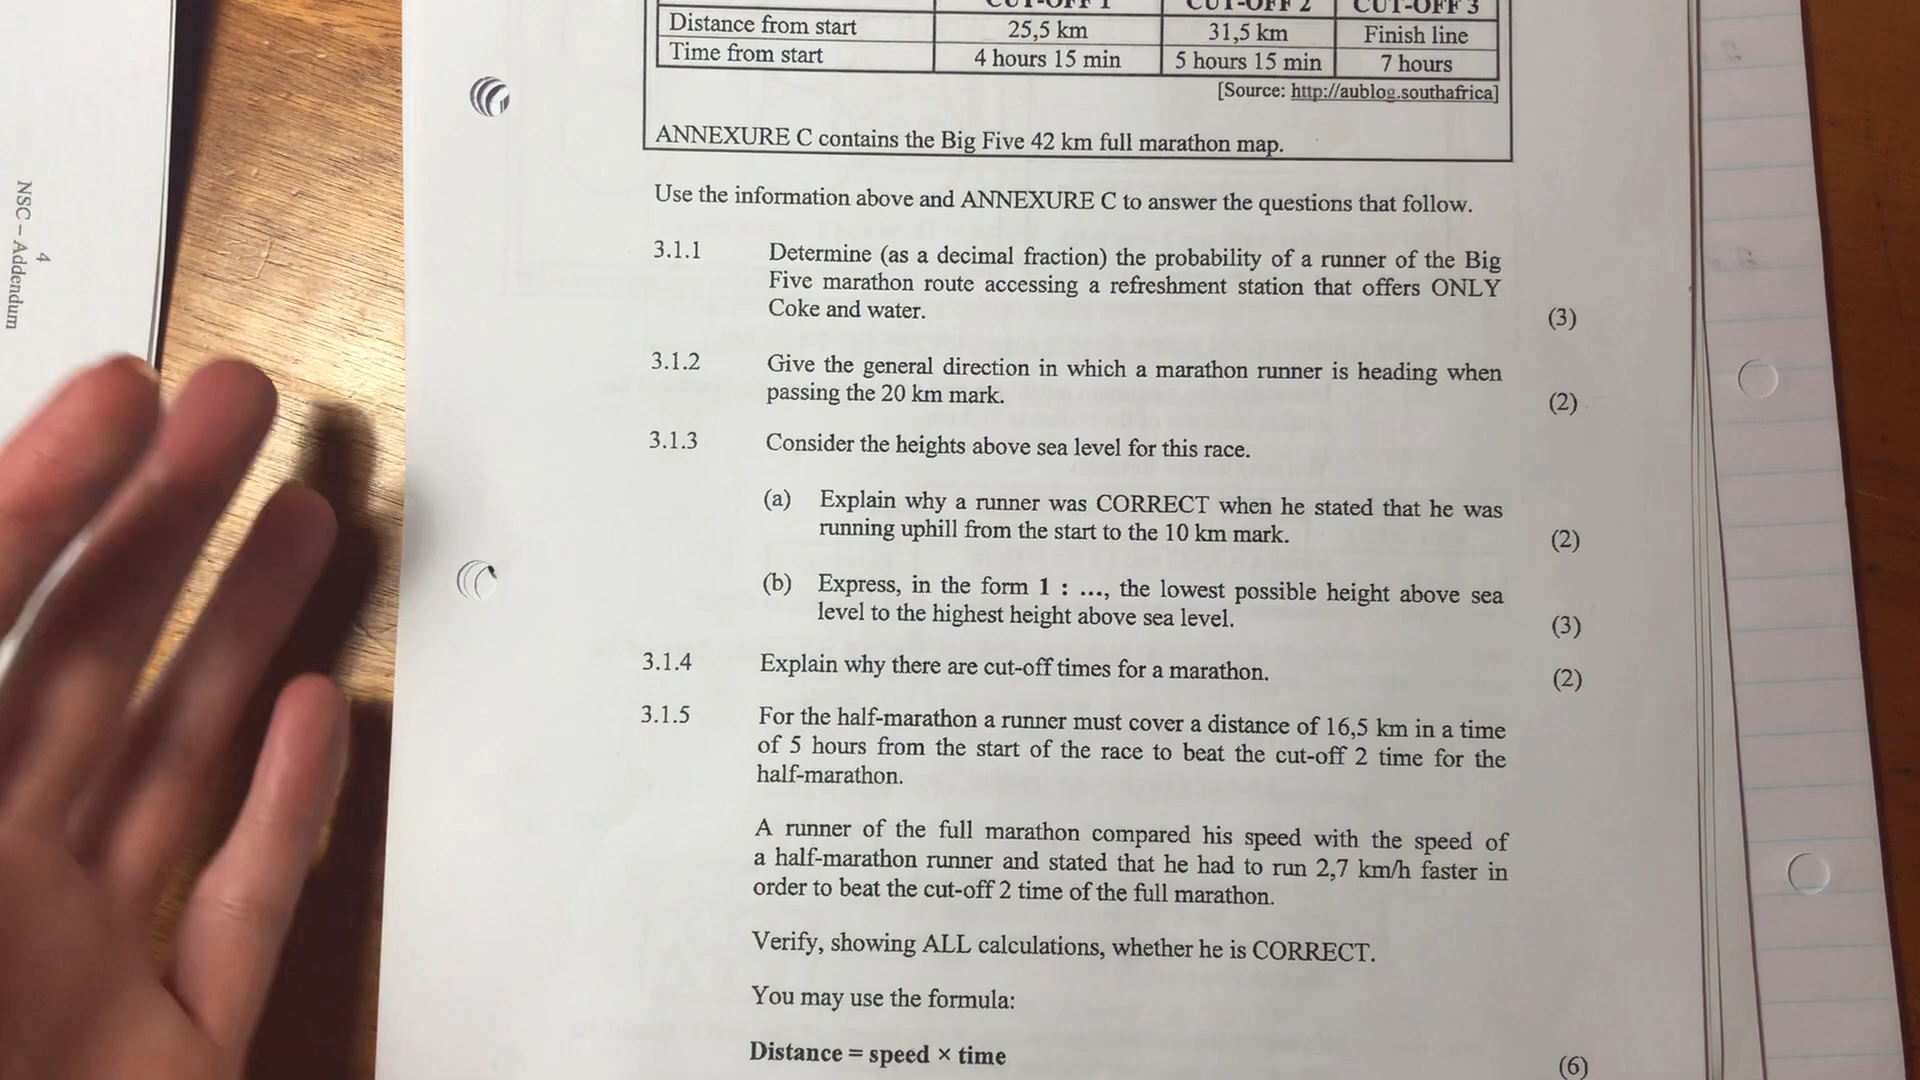 CUT-OFF 1 CUT-OFF 2 CUT-OFF 3
Distance from start 25,5 km 31,5 km Finish line
Time from start 4 hours 15 min 5 hours 15 min 7 hours
[Source: http://aublog.southafrica]
ANNEXURE C contains the Big Five 42 km full marathon map.
Use the information above and ANNEXURE C to answer the questions that follow.
3.1.1 Determine (as a decimal fraction) the probability of a runner of the Big
Five marathon route accessing a refreshment station that offers ONLY
Coke and water. (3)
3.1.2 Give the general direction in which a marathon runner is heading when
passing the 20 km mark. (2)
3.1.3 Consider the heights above sea level for this race.
(a) Explain why a runner was CORRECT when he stated that he was
running uphill from the start to the 10 km mark. (2)
(b) Express, in the form 1 : ..., the lowest possible height above sea
level to the highest height above sea level. (3)
3.1.4 Explain why there are cut-off times for a marathon. (2)
3.1.5 For the half-marathon a runner must cover a distance of 16,5 km in a time
of 5 hours from the start of the race to beat the cut-off 2 time for the
half-marathon.
A runner of the full marathon compared his speed with the speed of
a half-marathon runner and stated that he had to run 2,7 km/h faster in
order to beat the cut-off 2 time of the full marathon.
Verify, showing ALL calculations, whether he is CORRECT.
You may use the formula:
Distance = speed × time (6)
4
NSC – Addendum